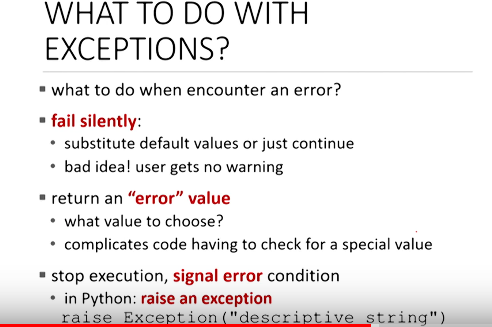 WHAT TO DO WITH
EXCEPTIONS?
▪ what to do when encounter an error?
▪ fail silently:
• substitute default values or just continue
• bad idea! user gets no warning
▪ return an “error” value
• what value to choose?
• complicates code having to check for a special value
▪ stop execution, signal error condition
• in Python: raise an exception
raise Exception("descriptive string")